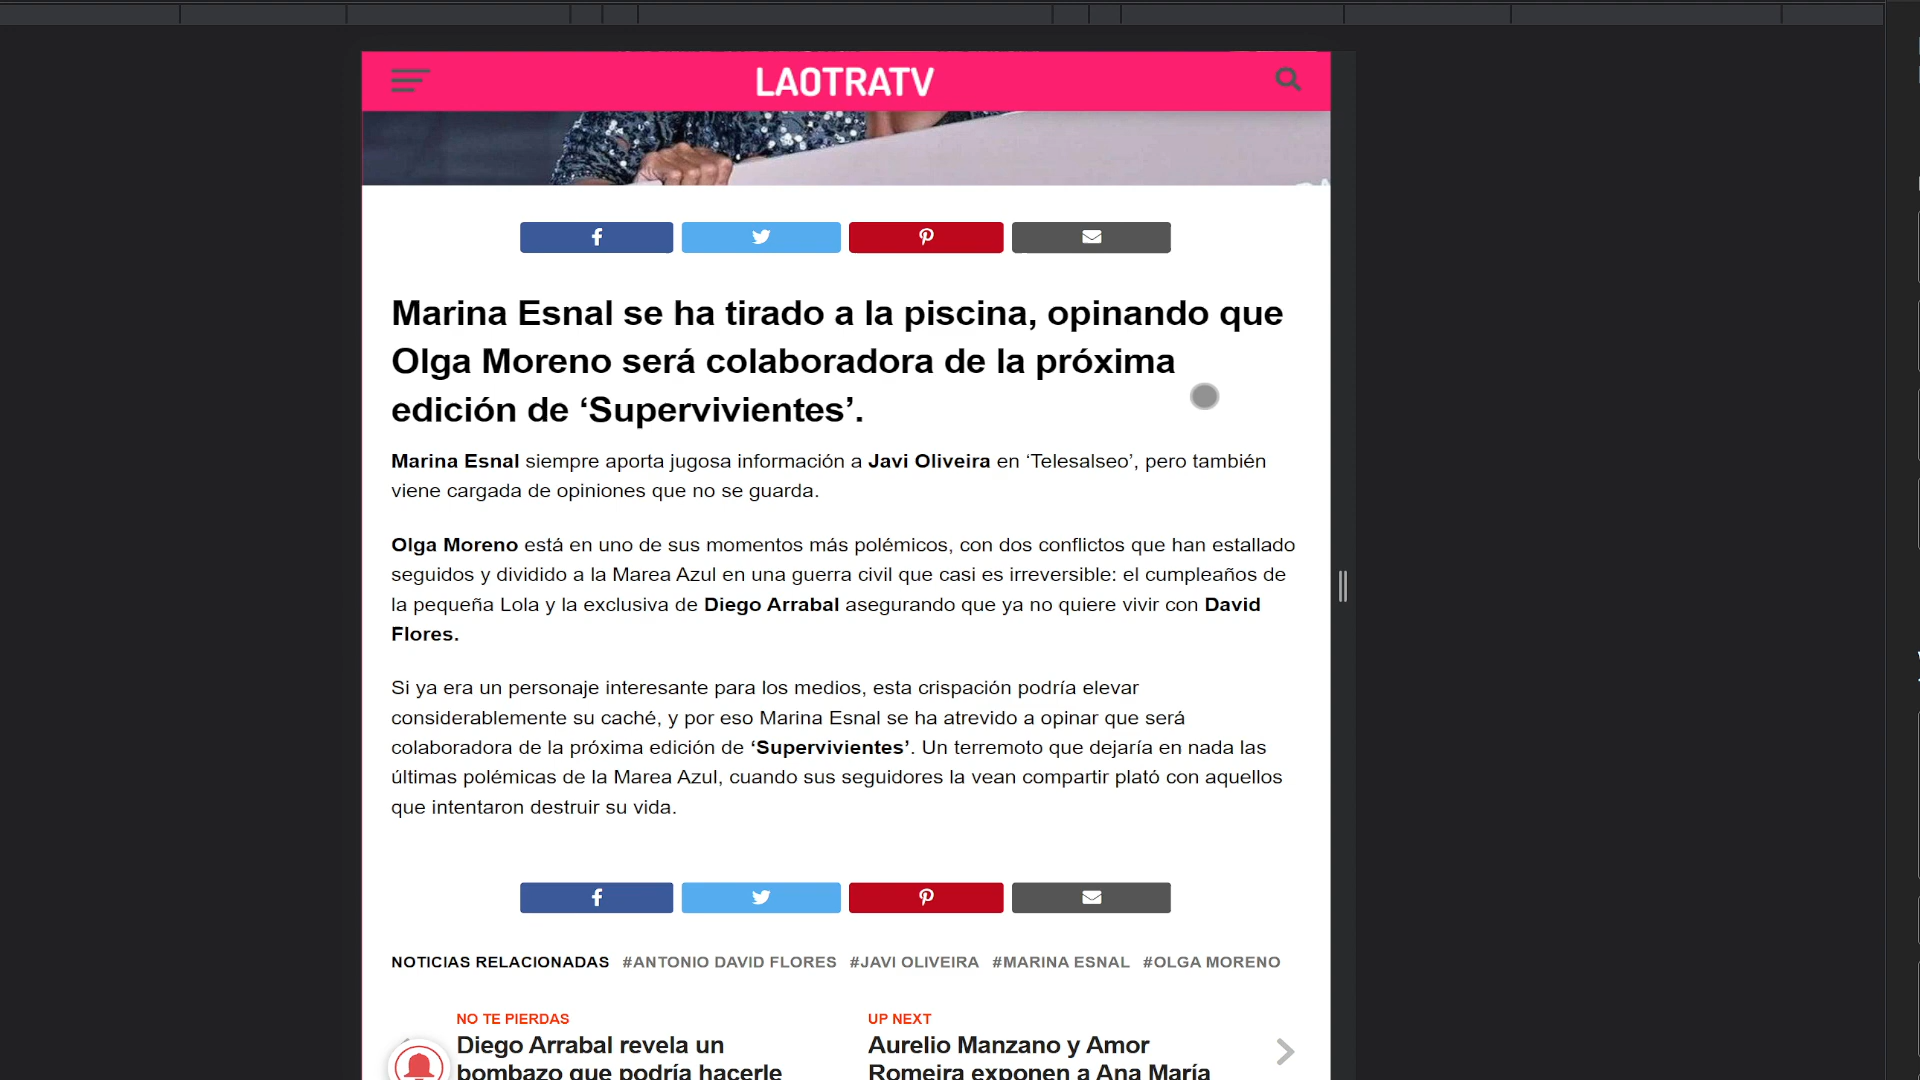 LAOTRATV
Marina Esnal se ha tirado a la piscina, opinando que
Olga Moreno será colaboradora de la próxima
edición de ‘Supervivientes’.
Marina Esnal siempre aporta jugosa información a Javi Oliveira en ‘Telesalseo’, pero también
viene cargada de opiniones que no se guarda.
Olga Moreno está en uno de sus momentos más polémicos, con dos conflictos que han estallado
seguidos y dividido a la Marea Azul en una guerra civil que casi es irreversible: el cumpleaños de
la pequeña Lola y la exclusiva de Diego Arrabal asegurando que ya no quiere vivir con David
Flores.
Si ya era un personaje interesante para los medios, esta crispación podría elevar
considerablemente su caché, y por eso Marina Esnal se ha atrevido a opinar que será
colaboradora de la próxima edición de ‘Supervivientes’. Un terremoto que dejaría en nada las
últimas polémicas de la Marea Azul, cuando sus seguidores la vean compartir plató con aquellos
que intentaron destruir su vida.
NOTICIAS RELACIONADAS #ANTONIO DAVID FLORES #JAVI OLIVEIRA #MARINA ESNAL #OLGA MORENO
NO TE PIERDAS
Diego Arrabal revela un
bombazo que podría hacerle
UP NEXT
Aurelio Manzano y Amor
Romeira exponen a Ana María